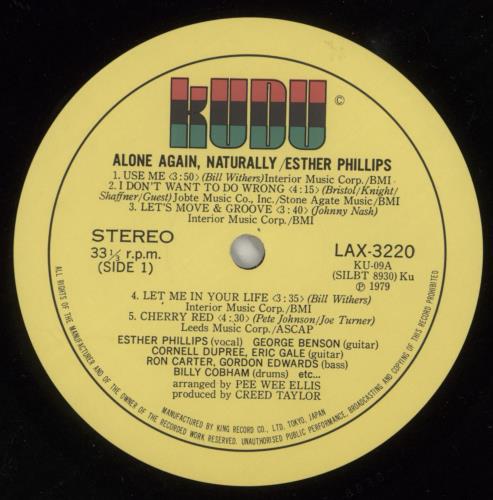 KUDU ©
ALONE AGAIN, NATURALLY/ESTHER PHILLIPS
1. USE ME <3:50> (Bill Withers)Interior Music Corp./BMI
2. I DON'T WANT TO DO WRONG <4:15> (Bristol/Knight/
Shaffner/Guest) Jobte Music Co., Inc./Stone Agate Music/BMI
3. LET'S MOVE & GROOVE <4:40> (Johnny Nash)
Interior Music Corp./BMI
STEREO
33 ⅓ r.p.m.
(SIDE 1)
LAX-3220
KU-09A
(SILBT 8930) Ku
Ⓟ 1979
4. LET ME IN YOUR LIFE <3:35> (Bill Withers)
Interior Music Corp./BMI
5. CHERRY RED <4:30> (Pete Johnson/Joe Turner)
Leeds Music Corp./ASCAP
ESTHER PHILLIPS (vocal) GEORGE BENSON (guitar)
CORNELL DUPREE, ERIC GALE (guitar)
RON CARTER, GORDON EDWARDS (bass)
BILLY COBHAM (drums) etc...
arranged by PEE WEE ELLIS
produced by CREED TAYLOR
MANUFACTURED BY KING RECORD CO., LTD. TOKYO, JAPAN
ALL RIGHTS OF THE MANUFACTURER AND OF THE OWNER OF THE RECORDED WORK RESERVED. UNAUTHORISED PUBLIC PERFORMANCE, BROADCASTING AND COPYING OF THIS RECORD PROHIBITED